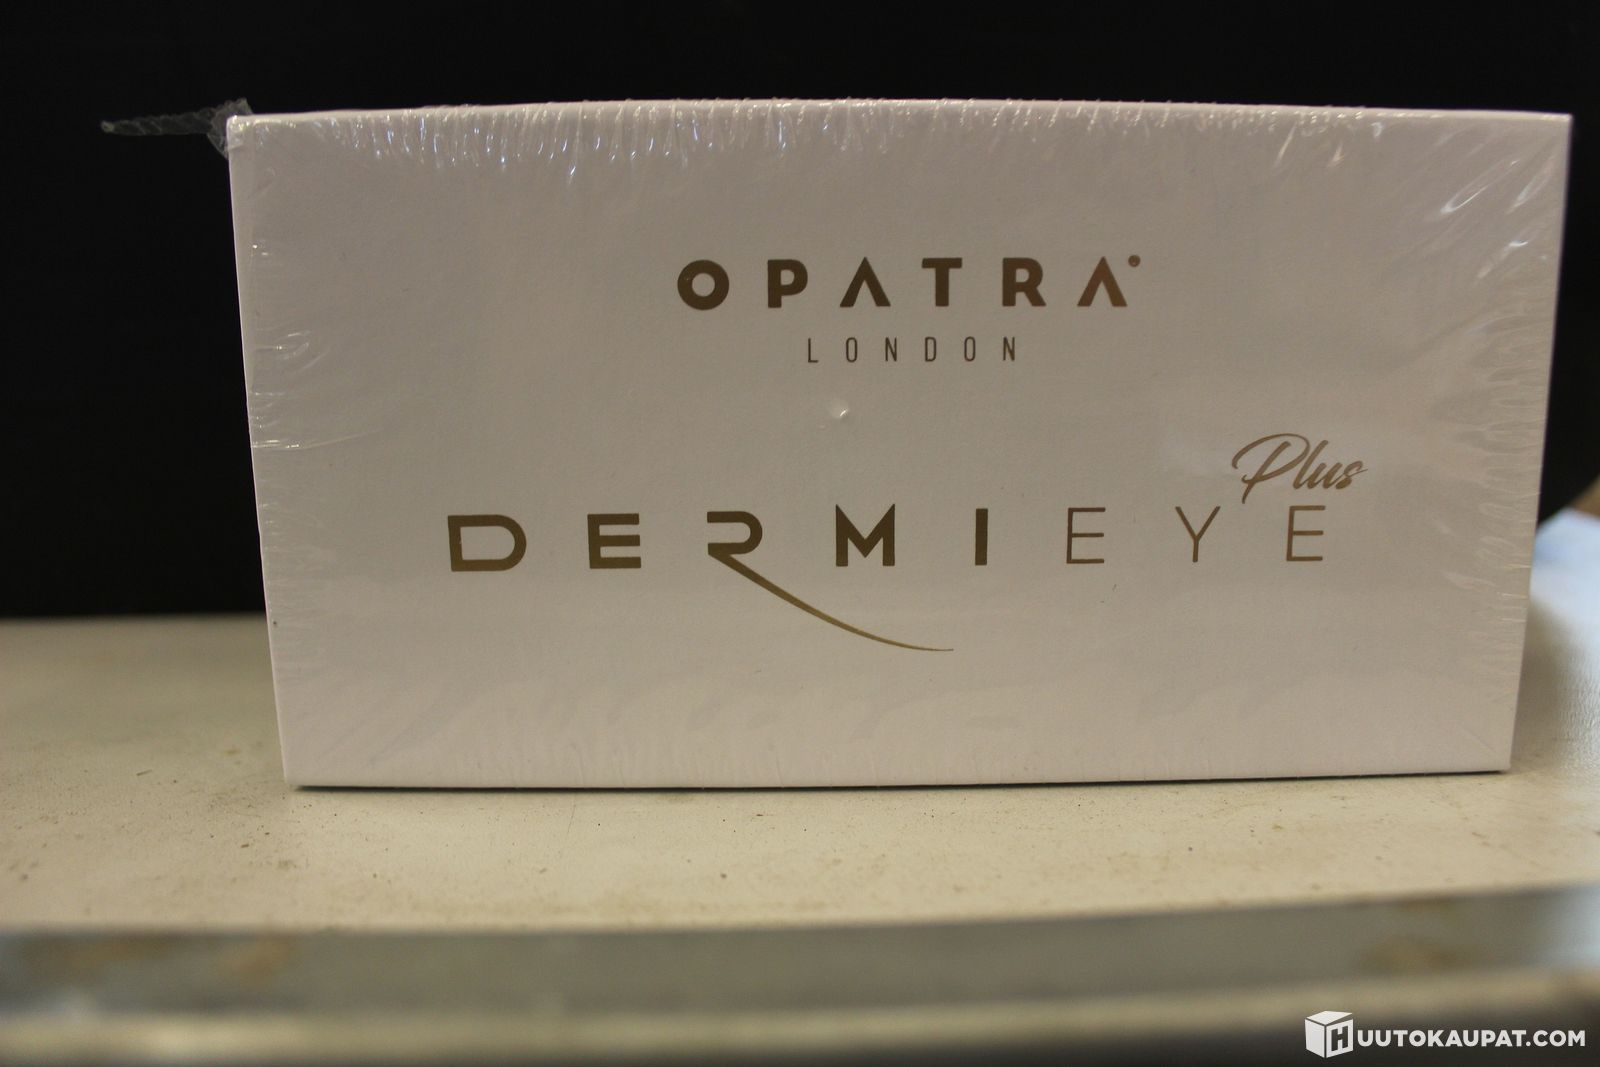 OPATRA
LONDON
Plus
DERMIEYE
HUUTOKAUPAT.COM